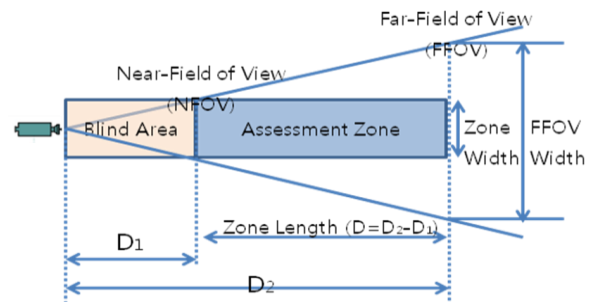 Far-Field of View
(FFOV)
Near-Field of View
(NFOV)
Blind Area
Assessment Zone
Zone
Width
FFOV
Width
Zone Length (D=D₂-D₁)
D₁
D₂